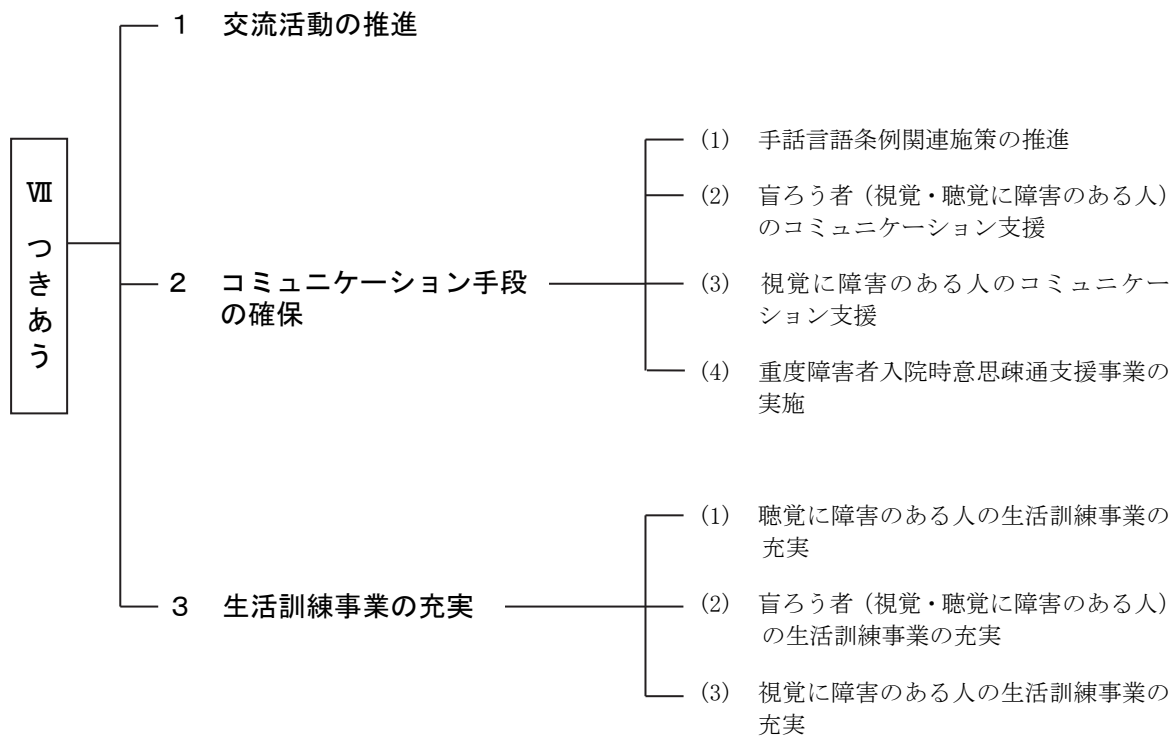 Ⅶ つきあう
1 交流活動の推進
2 コミュニケーション手段
の確保
(1) 手話言語条例関連施策の推進
(2) 盲ろう者（視覚・聴覚に障害のある人）
のコミュニケーション支援
(3) 視覚に障害のある人のコミュニケー
ション支援
(4) 重度障害者入院時意思疎通支援事業の
実施
3 生活訓練事業の充実
(1) 聴覚に障害のある人の生活訓練事業の
充実
(2) 盲ろう者（視覚・聴覚に障害のある人）
の生活訓練事業の充実
(3) 視覚に障害のある人の生活訓練事業の
充実